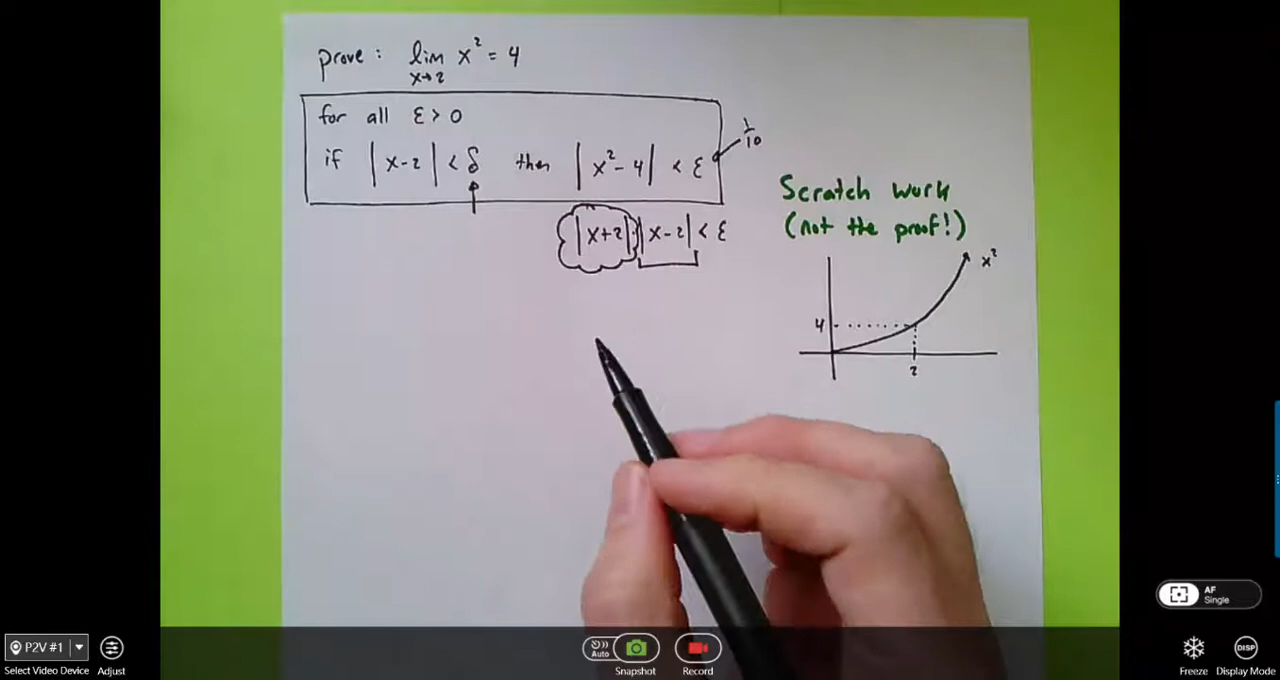 prove: lim x² = 4
x→2
for all ε > 0
if |x-2| < δ then |x²-4| < ε
1/10
|x+2|·|x-2| < ε
Scratch work
(not the proof!)
x²
4
2
AF
Single
P2V #1
Select Video Device
Adjust
Auto
Snapshot
Record
Freeze
DISP
Display Mode